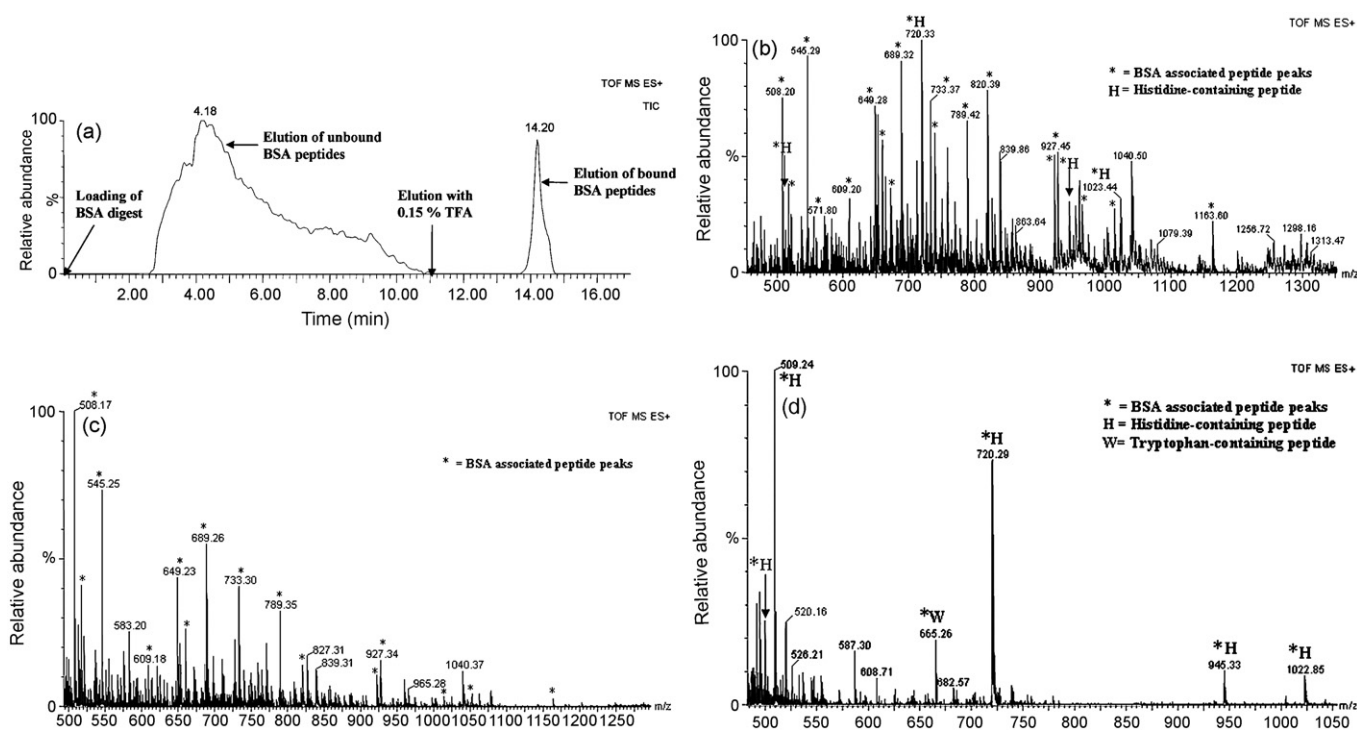 (a)
TOF MS ES+
TIC
Relative abundance
100
%
0
4.18
14.20
Elution of unbound
BSA peptides
Loading of
BSA digest
Elution with
0.15 % TFA
Elution of bound
BSA peptides
2.00 4.00 6.00 8.00 10.00 12.00 14.00 16.00
Time (min)
(b)
TOF MS ES+
* = BSA associated peptide peaks
H = Histidine-containing peptide
Relative abundance
100
%
0
*H
720.33
*
545.29
*
689.32
*
508.20
*
649.28
*
733.37
*
820.39
*
789.42
*
*H
*
*
571.80
*
609.20
*
839.86
863.64
*
927.45
*
*H
*
*H
1023.44
*
1040.50
1079.39
*
1163.60
1256.72
1298.16
1313.47
450 500 550 600 650 700 750 800 850 900 950 1000 1050 1100 1150 1200 1250 1300 m/z
(c)
TOF MS ES+
* = BSA associated peptide peaks
Relative abundance
100
%
0
*
508.17
*
545.25
*
*
689.26
*
649.23
*
733.30
*
789.35
*
583.20
*
609.18
*
827.31
839.31
*
*
927.34
965.28
1040.37
*
*
*
500 550 600 650 700 750 800 850 900 950 1000 1050 1100 1150 1200 1250 m/z
(d)
TOF MS ES+
* = BSA associated peptide peaks
H = Histidine-containing peptide
W= Tryptophan-containing peptide
Relative abundance
100
%
0
509.24
*H
*H
720.29
*H
520.16
526.21
587.30
608.71
*W
665.26
682.57
*H
945.33
*H
1022.85
500 550 600 650 700 750 800 850 900 950 1000 1050 m/z